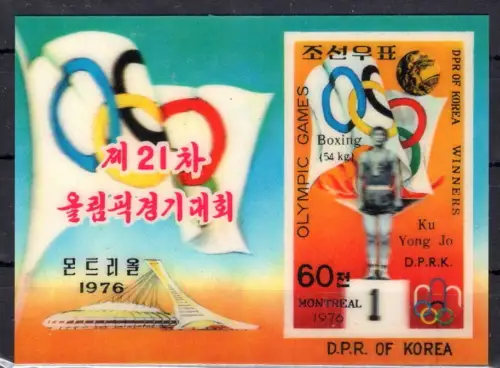 제 21 차
올림픽경기대회
몬트리올
1976
조선우표
DPR OF KOREA
WINNERS
OLYMPIC GAMES
Boxing
(54 kg)
Ku
Yong Jo
D.P.R.K.
60전
MONTREAL
1976
1
D.P.R. OF KOREA